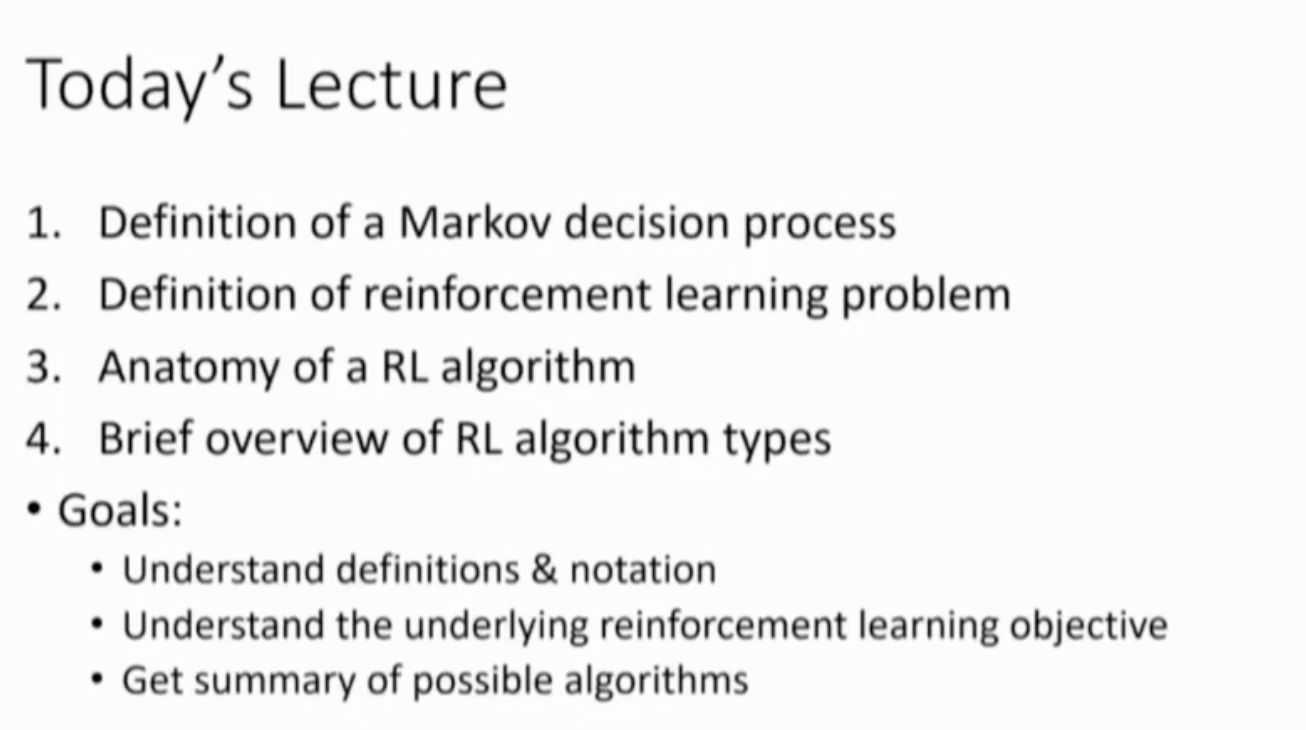 Today's Lecture
1. Definition of a Markov decision process
2. Definition of reinforcement learning problem
3. Anatomy of a RL algorithm
4. Brief overview of RL algorithm types
• Goals:
• Understand definitions & notation
• Understand the underlying reinforcement learning objective
• Get summary of possible algorithms